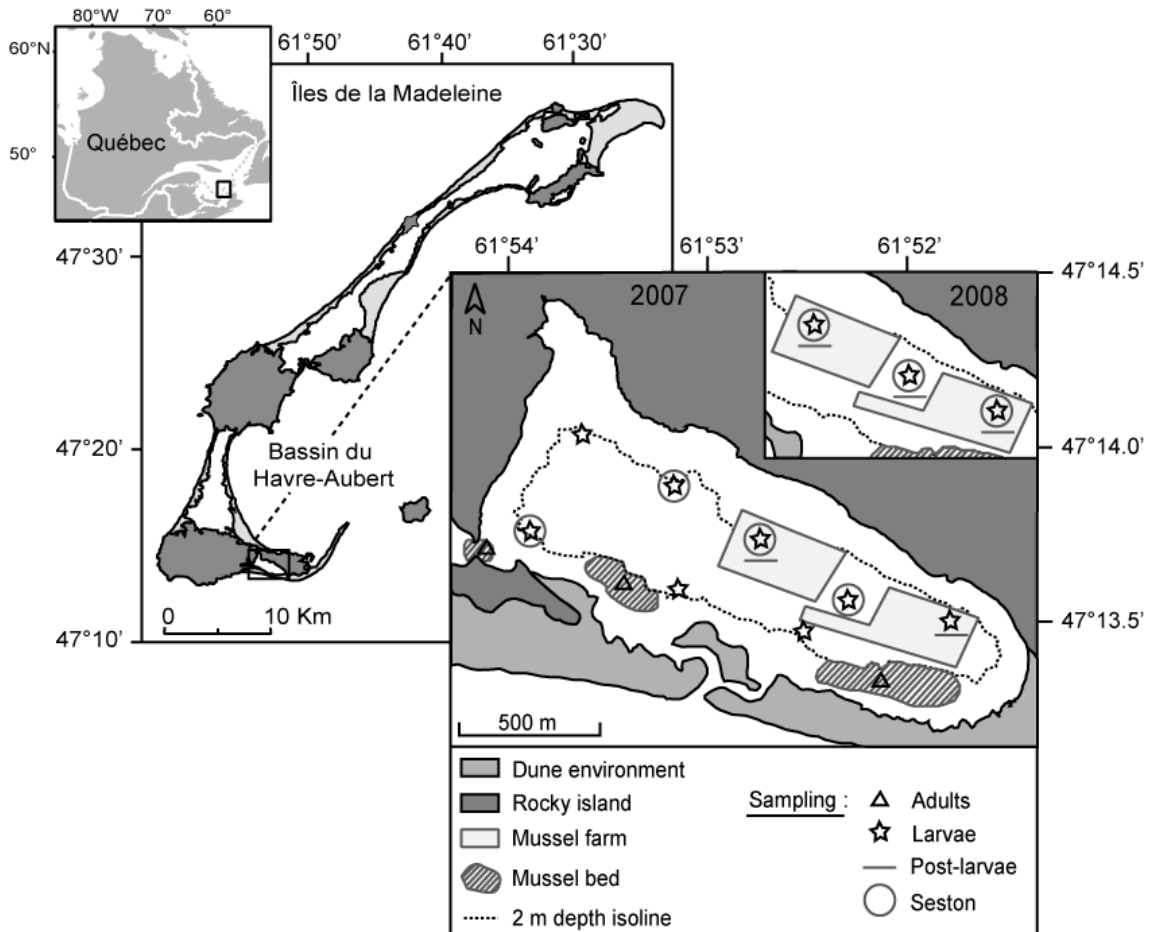 80°W 70° 60°
60°N
50°
Québec
61°50’ 61°40’ 61°30’
Îles de la Madeleine
47°30’
47°20’
47°10’
Bassin du
Havre-Aubert
0 10 Km
61°54’ 61°53’ 61°52’
47°14.5’
47°14.0’
47°13.5’
N
2007
2008
500 m
Dune environment
Rocky island
Mussel farm
Mussel bed
2 m depth isoline
Sampling :
Adults
Larvae
Post-larvae
Seston